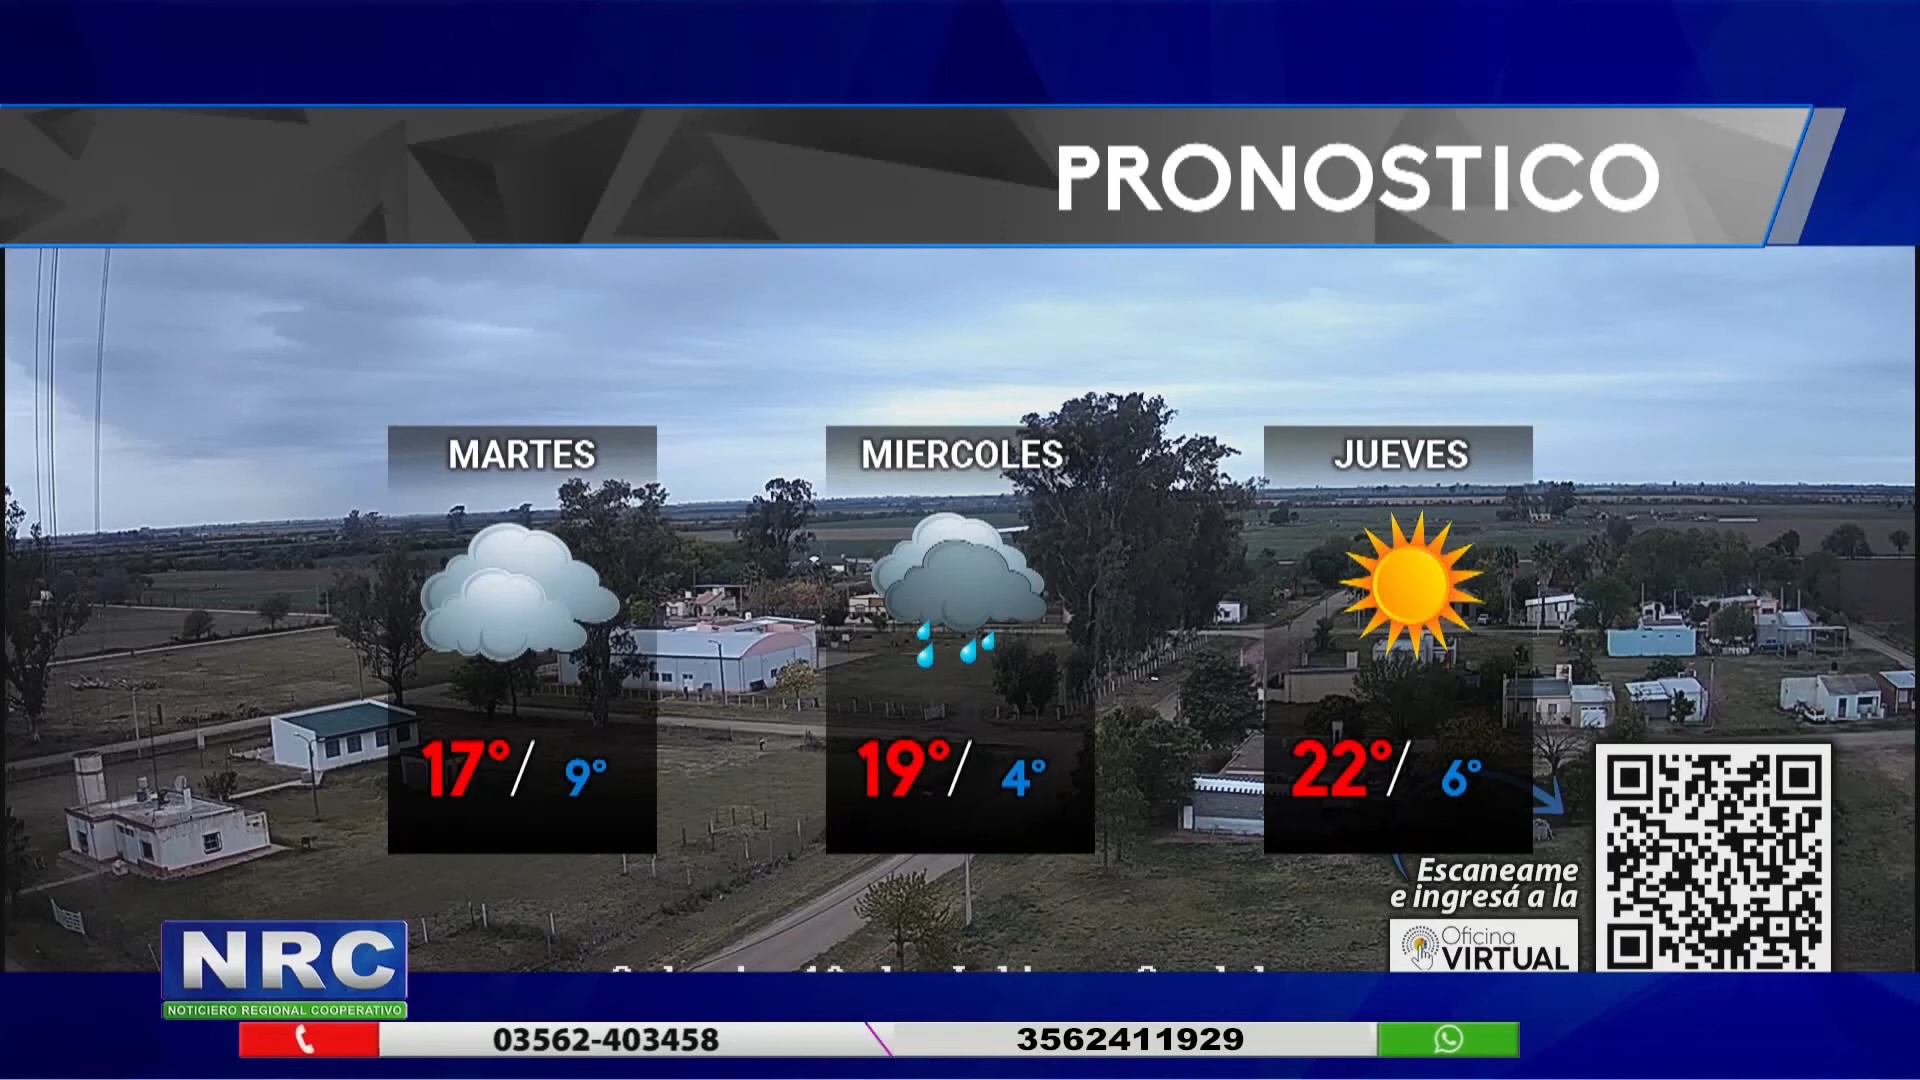 PRONOSTICO
MARTES
MIERCOLES
JUEVES
17°/ 9°
19°/ 4°
22°/ 6°
Escaneame
e ingresá a la
Oficina
VIRTUAL
NRC
NOTICIERO REGIONAL COOPERATIVO
03562-403458
3562411929